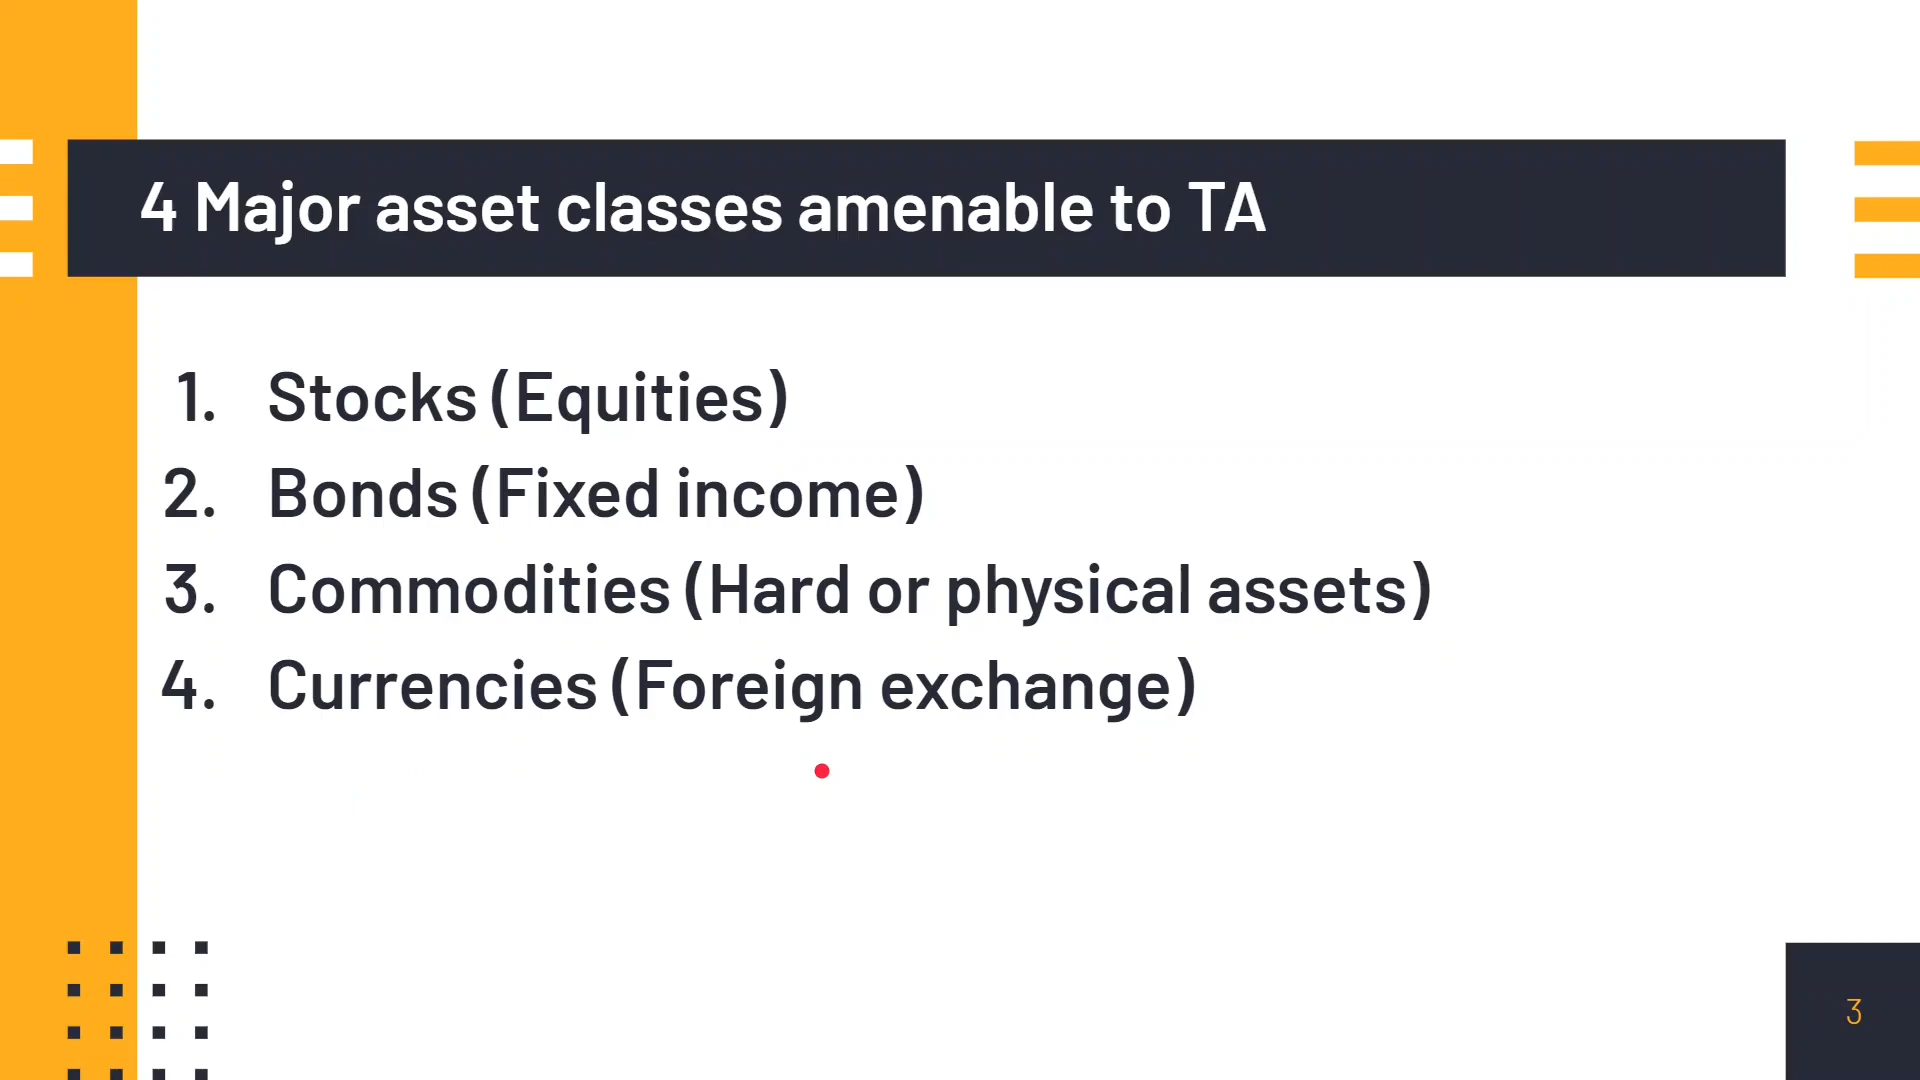 4 Major asset classes amenable to TA
1. Stocks (Equities)
2. Bonds (Fixed income)
3. Commodities (Hard or physical assets)
4. Currencies (Foreign exchange)
3